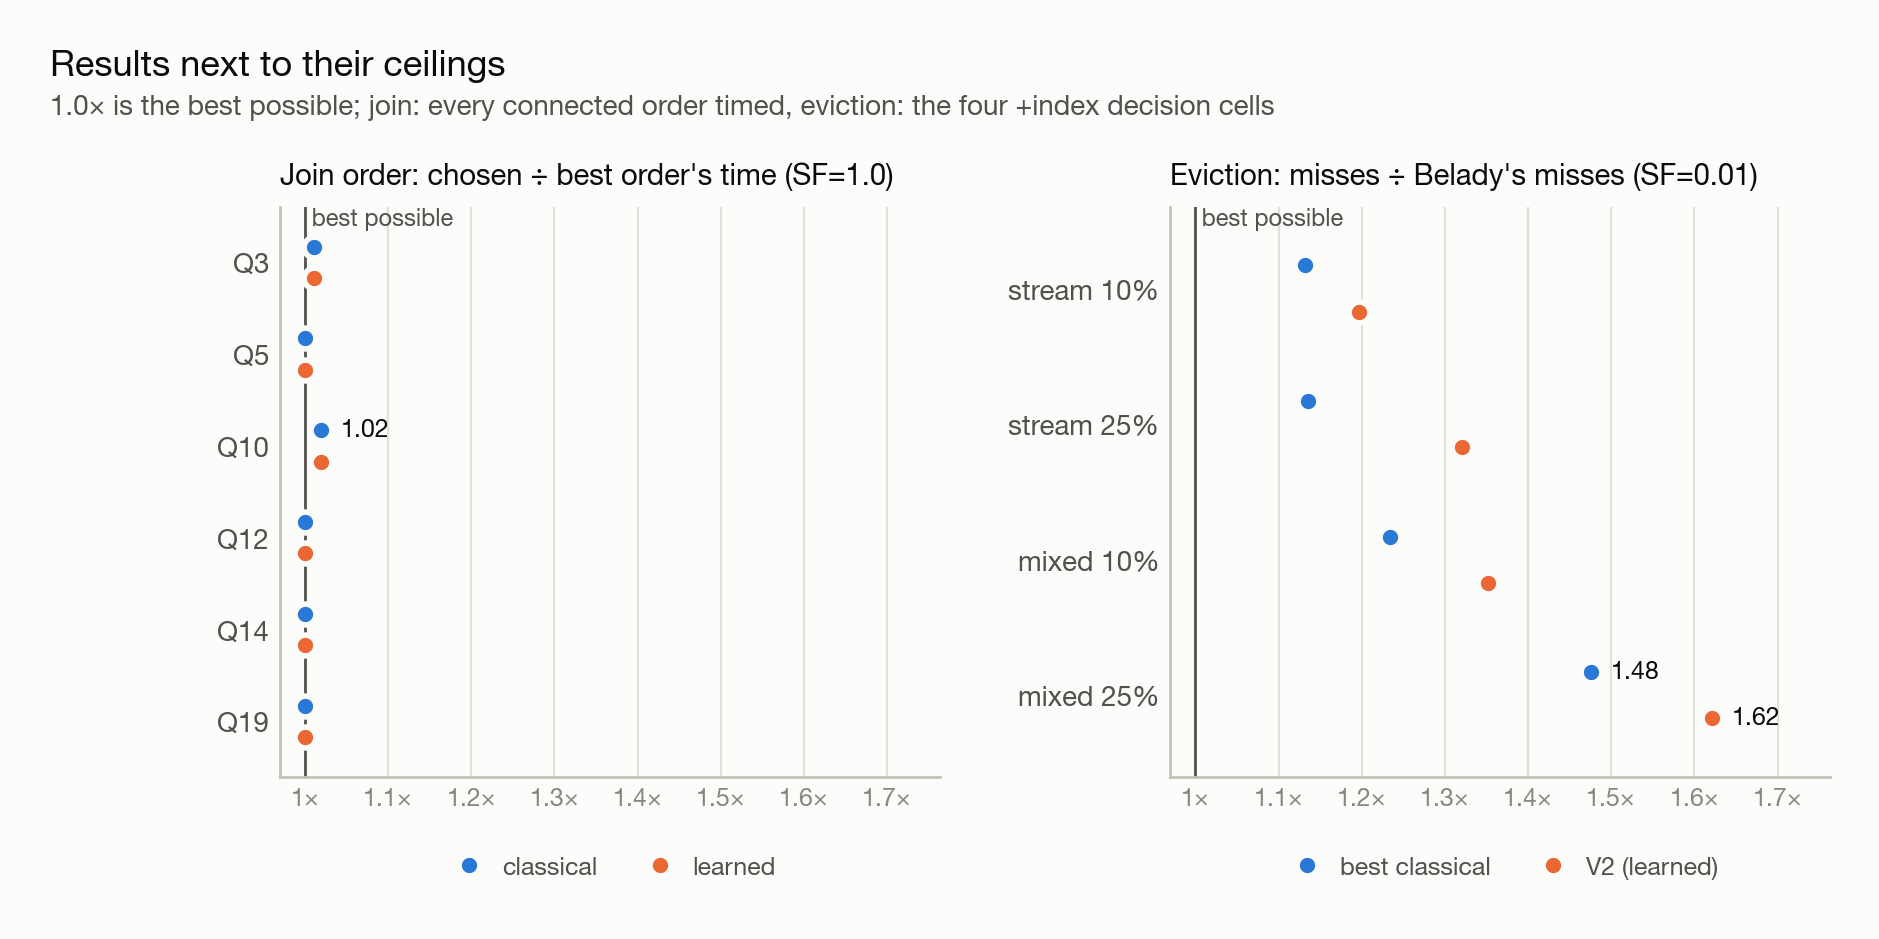 Results next to their ceilings
1.0× is the best possible; join: every connected order timed, eviction: the four +index decision cells
Join order: chosen ÷ best order's time (SF=1.0)
best possible
Q3
Q5
1.02
Q10
Q12
Q14
Q19
1× 1.1× 1.2× 1.3× 1.4× 1.5× 1.6× 1.7×
classical learned
Eviction: misses ÷ Belady's misses (SF=0.01)
best possible
stream 10%
stream 25%
mixed 10%
1.48
mixed 25%
1.62
1× 1.1× 1.2× 1.3× 1.4× 1.5× 1.6× 1.7×
best classical V2 (learned)